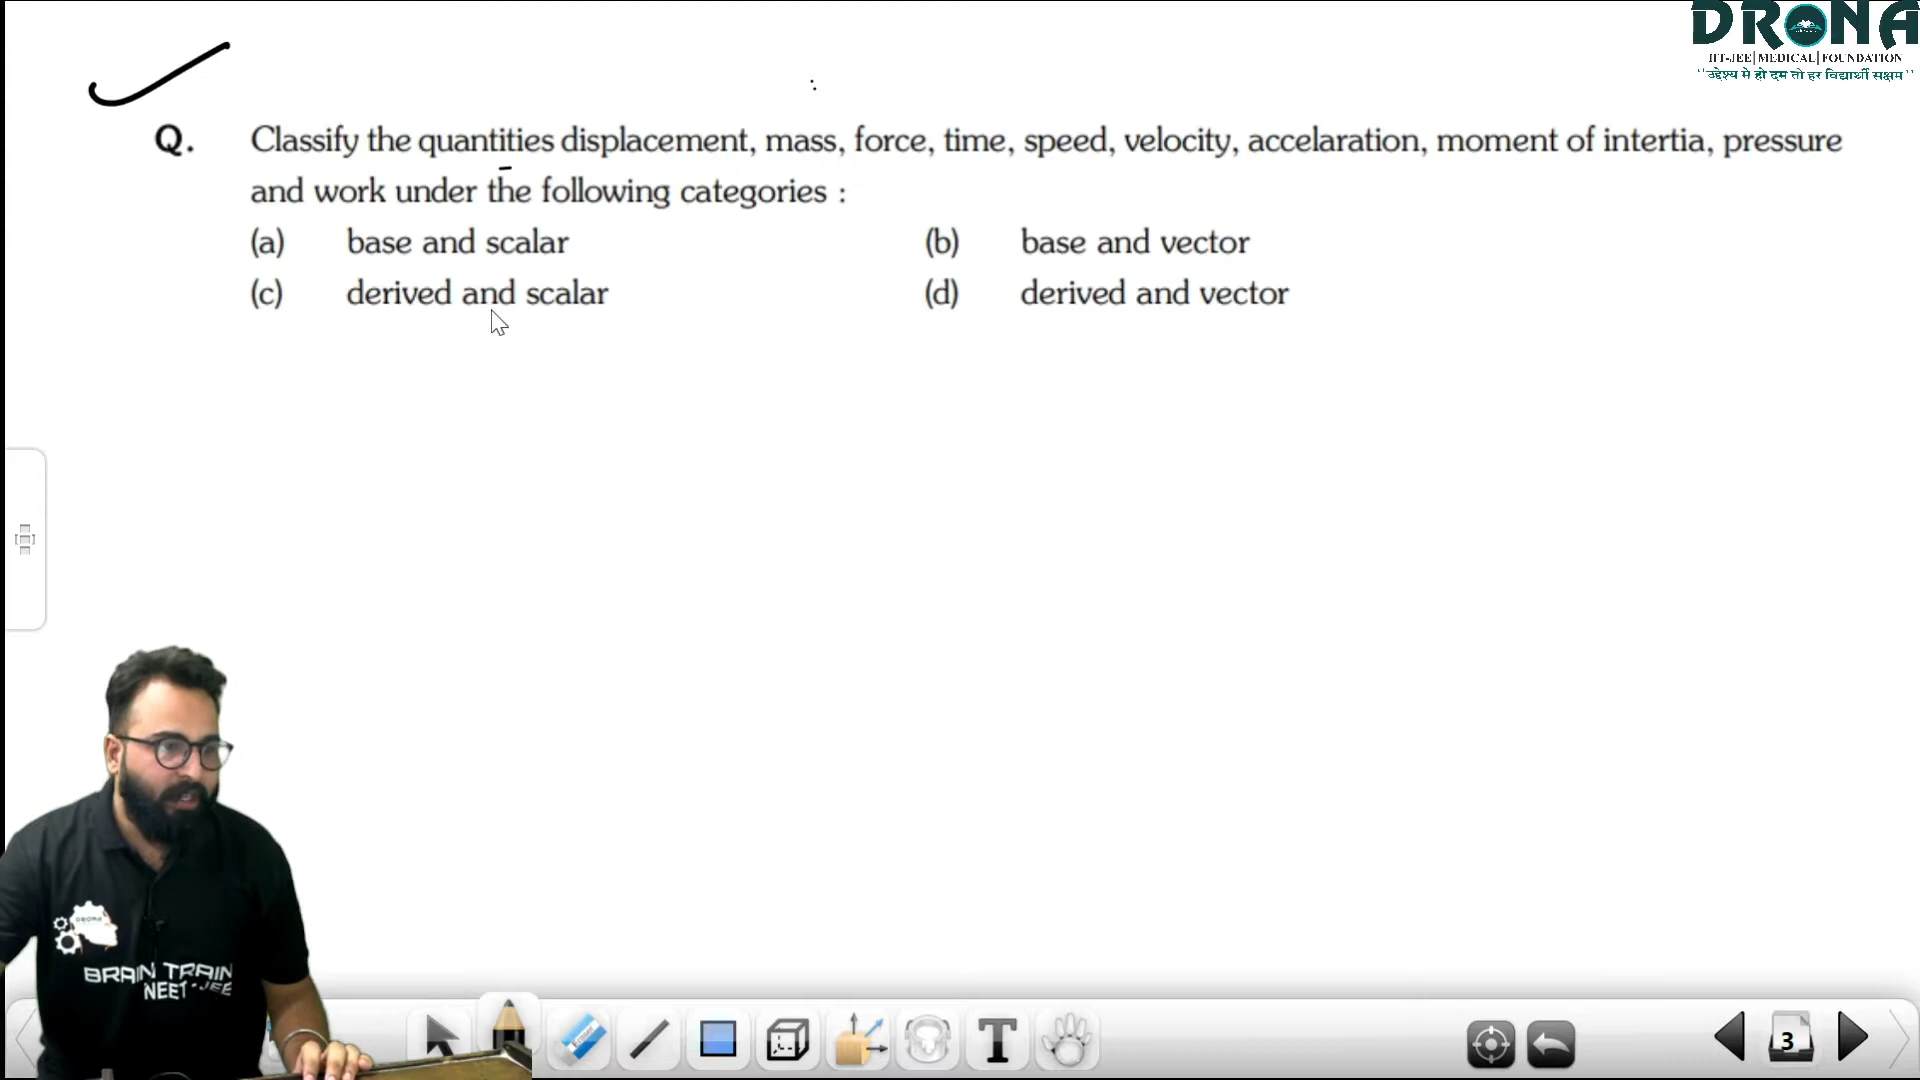 DRONA
IIT-JEE|MEDICAL|FOUNDATION
"उद्देश्य मे हो दम तो हर विद्यार्थी सक्षम"
Q. Classify the quantities displacement, mass, force, time, speed, velocity, accelaration, moment of intertia, pressure
and work under the following categories :
(a) base and scalar (b) base and vector
(c) derived and scalar (d) derived and vector
DRONA
BRAIN TRAIN
NEET-JEE
Eraser
T
3